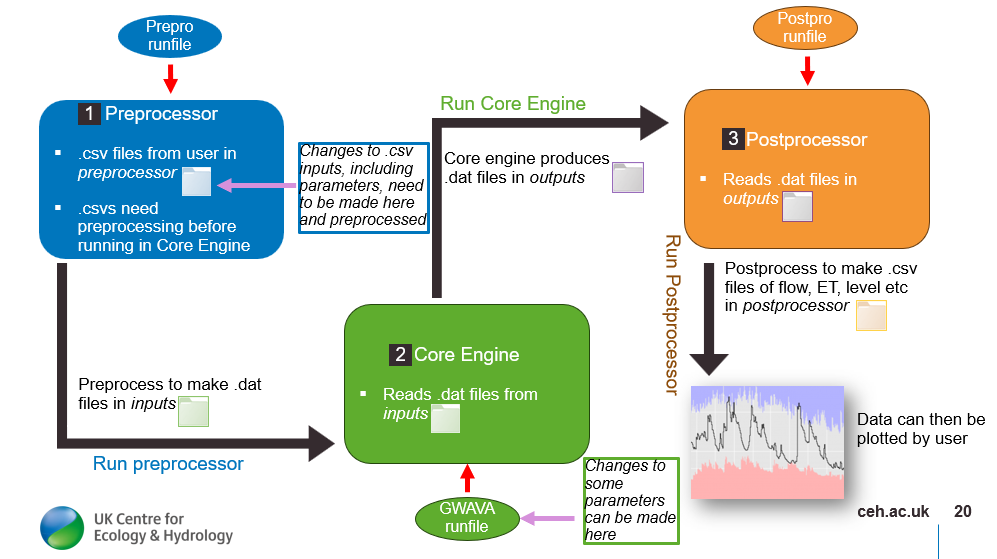 Prepro
runfile
1 Preprocessor
▪ .csv files from user in
preprocessor
▪ .csvs need
preprocessing before
running in Core Engine
Changes to .csv
inputs, including
parameters, need
to be made here
and preprocessed
Preprocess to make .dat
files in inputs
Run preprocessor
2 Core Engine
▪ Reads .dat files from
inputs
GWAVA
runfile
Changes to
some
parameters
can be made
here
Run Core Engine
Core engine produces
.dat files in outputs
Postpro
runfile
3 Postprocessor
▪ Reads .dat files in
outputs
Run Postprocessor
Postprocess to make .csv
files of flow, ET, level etc
in postprocessor
Data can then be
plotted by user
UK Centre for
Ecology & Hydrology
ceh.ac.uk 20